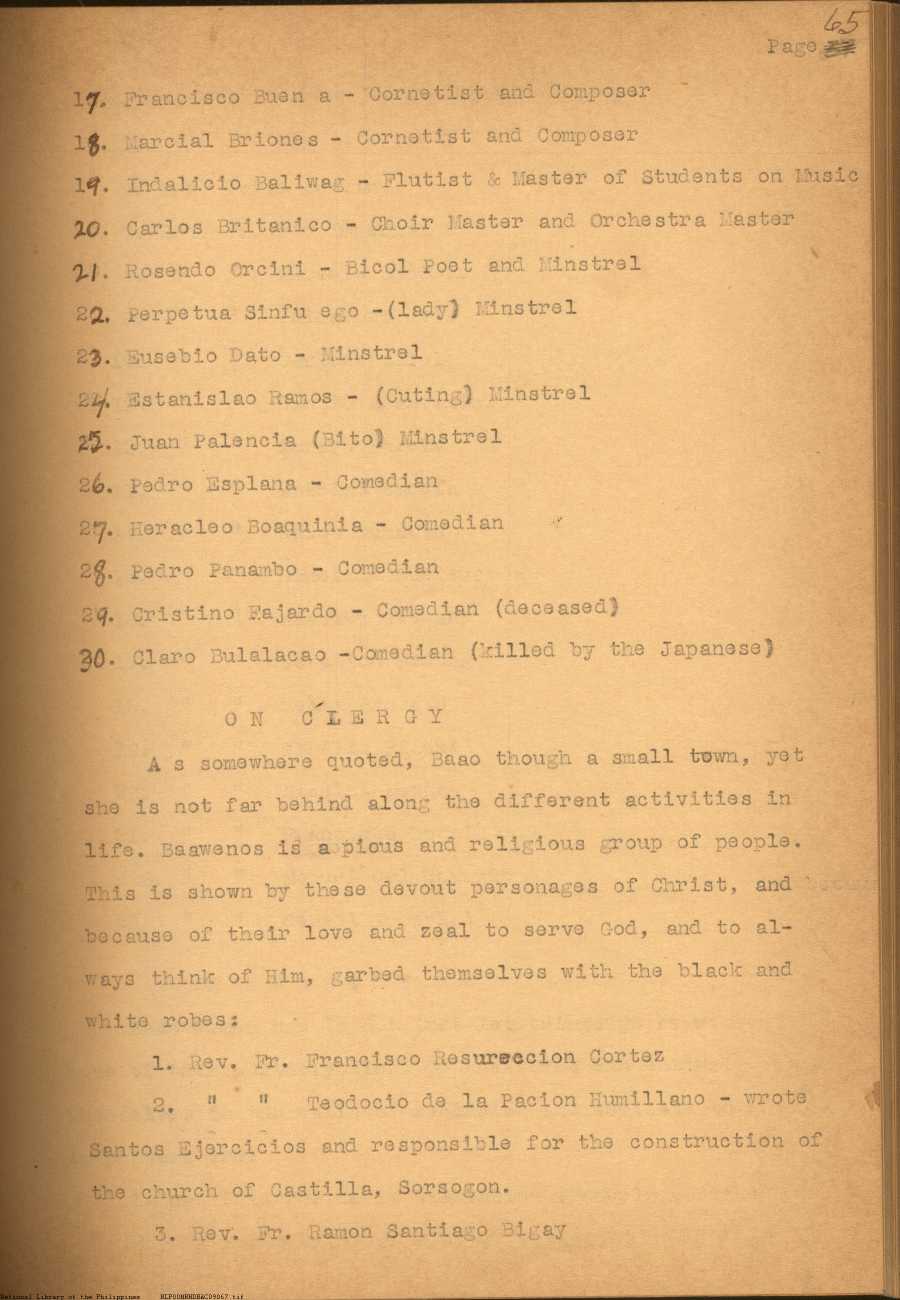 65
Page
17. Francisco Buen a - Cornetist and Composer
18. Marcial Briones - Cornetist and Composer
19. Indalicio Baliwag - Flutist & Master of Students on Music
20. Carlos Britanico - Choir Master and Orchestra Master
21. Rosendo Orcini - Bicol Poet and Minstrel
22. Perpetua Sinfu ego -(lady) Minstrel
23. Eusebio Dato - Minstrel
24. Estanislao Ramos - (Cuting) Minstrel
25. Juan Palencia (Bito) Minstrel
26. Pedro Esplana - Comedian
27. Heracleo Boaquinia - Comedian
28. Pedro Panambo - Comedian
29. Cristino Fajardo - Comedian (deceased)
30. Claro Bulalacao -Comedian (killed by the Japanese)
O N C L E R G Y
A s somewhere quoted, Baao though a small town, yet
she is not far behind along the different activities in
life. Baawenos is a pious and religious group of people.
This is shown by these devout personages of Christ, and
because of their love and zeal to serve God, and to al-
ways think of Him, garbed themselves with the black and
white robes:
1. Rev. Fr. Francisco Resureccion Cortez
2. " " Teodocio de la Pacion Humillano - wrote
Santos Ejercicios and responsible for the construction of
the church of Castilla, Sorsogon.
3. Rev. Fr. Ramon Santiago Bigay
National Library of the Philippines NLP00MNHDHAC09067.tif